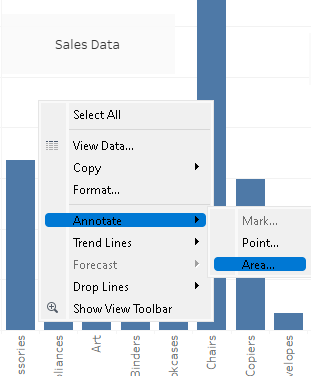 Sales Data
Select All
View Data...
Copy
Format...
Annotate
Trend Lines
Forecast
Drop Lines
Show View Toolbar
Mark...
Point...
Area...
ssories
pliances
Art
Binders
okcases
Chairs
Copiers
velopes